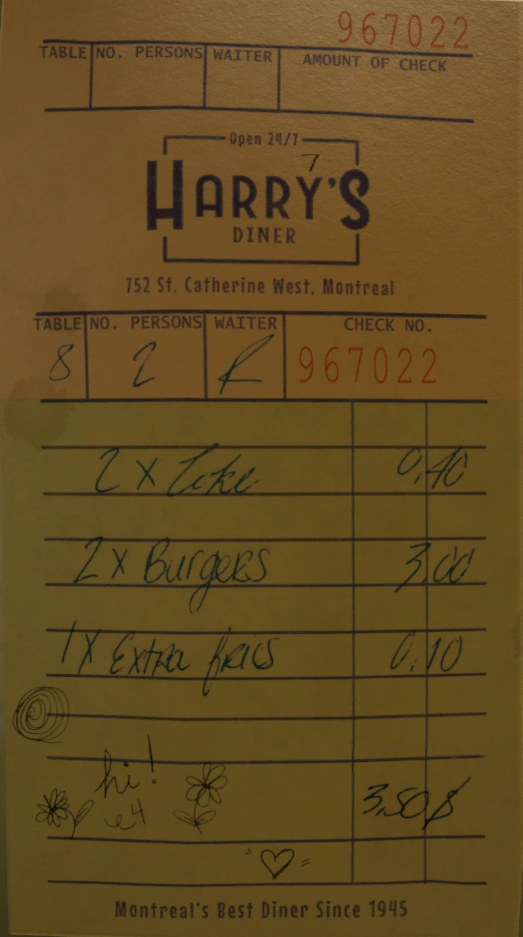 967022
TABLE NO. PERSONS WAITER AMOUNT OF CHECK
Open 24/7
7
HARRY'S
DINER
752 St. Catherine West, Montreal
TABLE NO. PERSONS WAITER CHECK NO.
8 2 R 967022
2 x Coke 0,40
2 x Burgers 3,00
1 x Extra fries 0,10
hi!
e4
3,50$
Montreal's Best Diner Since 1945